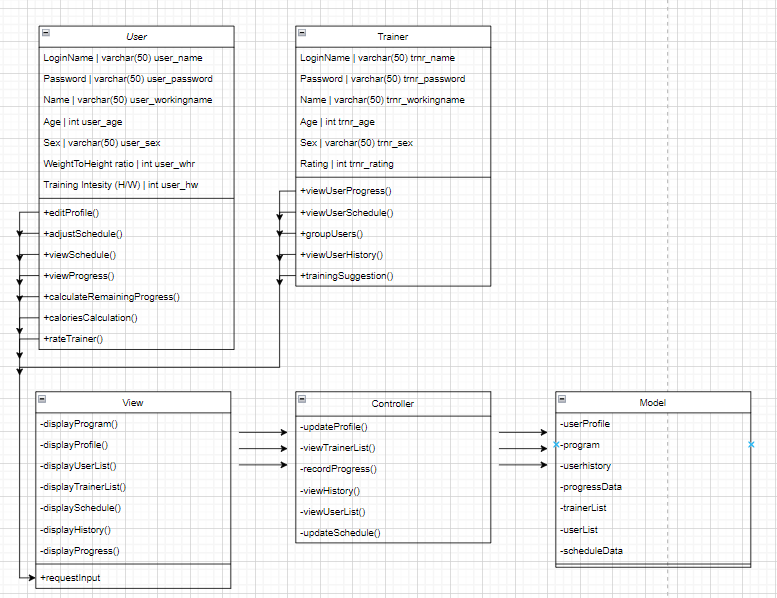 User
LoginName | varchar(50) user_name
Password | varchar(50) user_password
Name | varchar(50) user_workingname
Age | int user_age
Sex | varchar(50) user_sex
WeightToHeight ratio | int user_whr
Training Intesity (H/W) | int user_hw
+editProfile()
+adjustSchedule()
+viewSchedule()
+viewProgress()
+calculateRemainingProgress()
+caloriesCalculation()
+rateTrainer()
Trainer
LoginName | varchar(50) trnr_name
Password | varchar(50) trnr_password
Name | varchar(50) trnr_workingname
Age | int trnr_age
Sex | varchar(50) trnr_sex
Rating | int trnr_rating
+viewUserProgress()
+viewUserSchedule()
+groupUsers()
+viewUserHistory()
+trainingSuggestion()
View
-displayProgram()
-displayProfile()
-displayUserList()
-displayTrainerList()
-displaySchedule()
-displayHistory()
-displayProgress()
+requestInput
Controller
-updateProfile()
-viewTrainerList()
-recordProgress()
-viewHistory()
-viewUserList()
-updateSchedule()
Model
-userProfile
-program
-userhistory
-progressData
-trainerList
-userList
-scheduleData